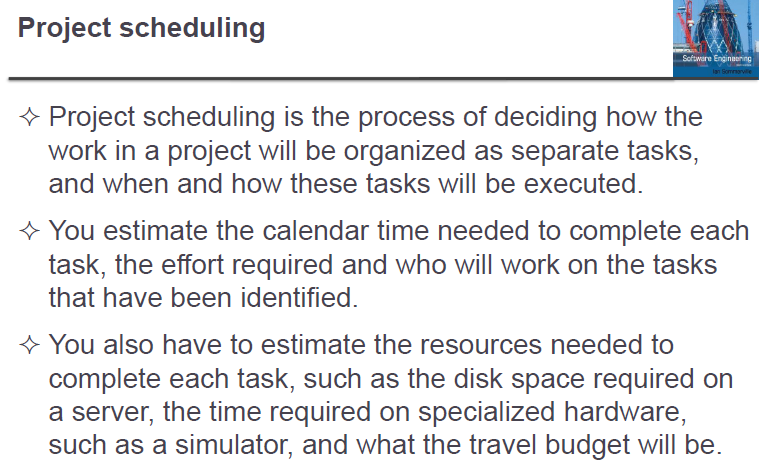 Project scheduling
Software Engineering
Ian Sommerville
✧ Project scheduling is the process of deciding how the
work in a project will be organized as separate tasks,
and when and how these tasks will be executed.
✧ You estimate the calendar time needed to complete each
task, the effort required and who will work on the tasks
that have been identified.
✧ You also have to estimate the resources needed to
complete each task, such as the disk space required on
a server, the time required on specialized hardware,
such as a simulator, and what the travel budget will be.